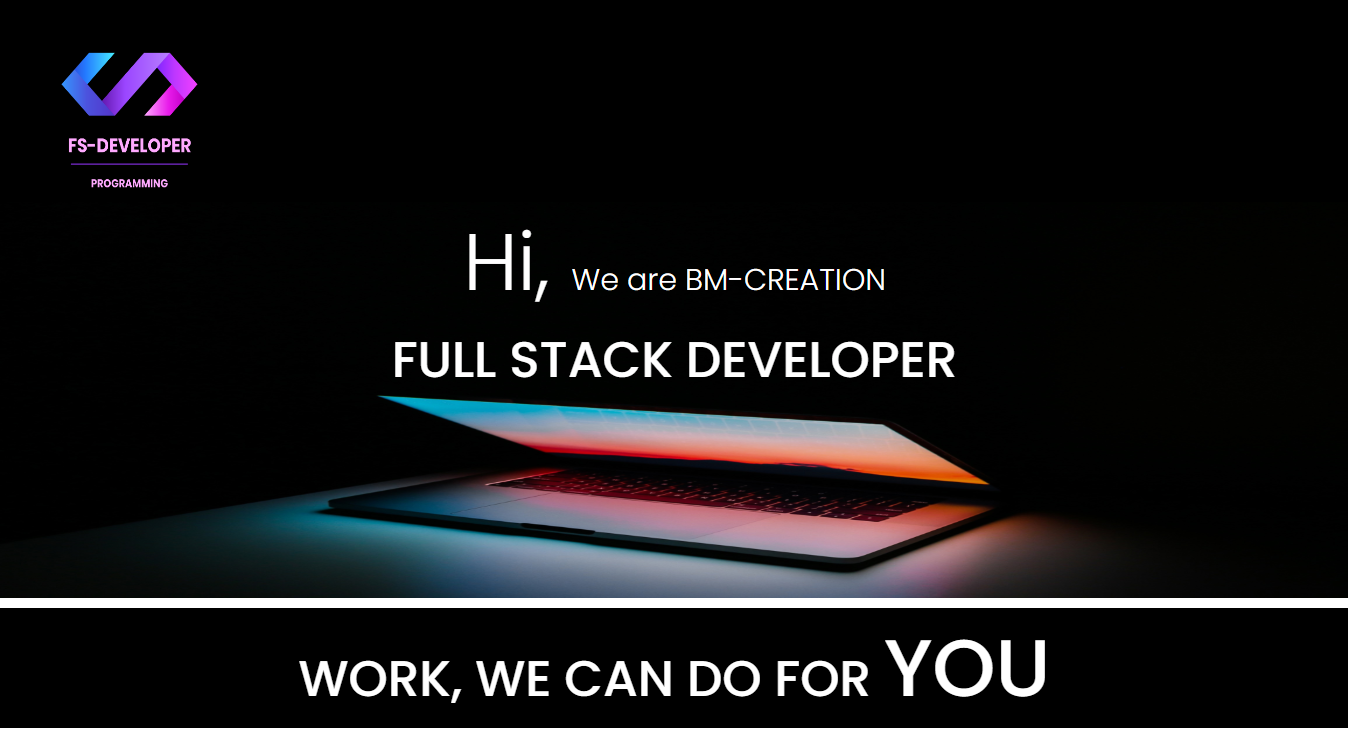 FS-DEVELOPER
PROGRAMMING
Hi, We are BM-CREATION
FULL STACK DEVELOPER
WORK, WE CAN DO FOR YOU